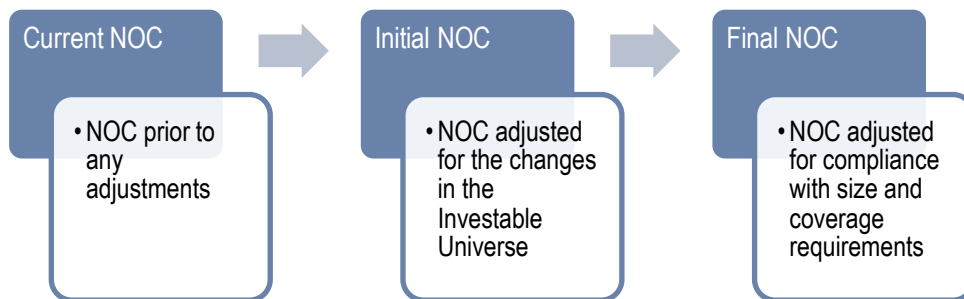 Current NOC
• NOC prior to
any
adjustments
Initial NOC
• NOC adjusted
for the changes
in the
Investable
Universe
Final NOC
• NOC adjusted
for compliance
with size and
coverage
requirements